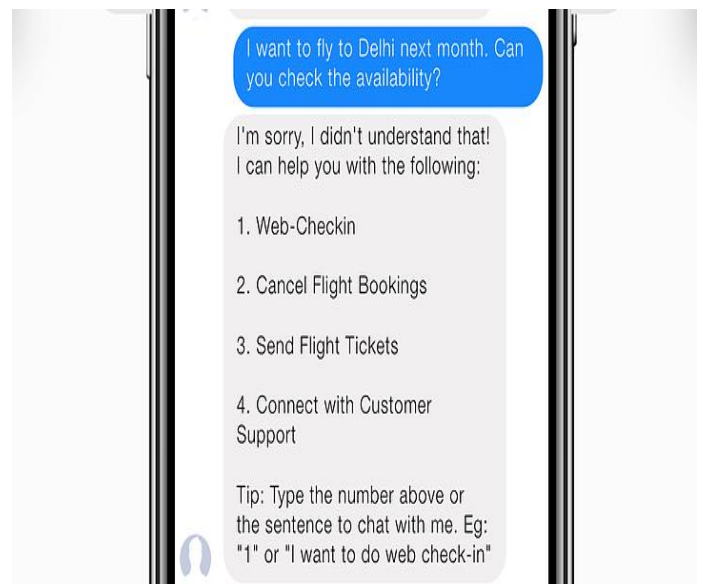 I want to fly to Delhi next month. Can
you check the availability?
I'm sorry, I didn't understand that!
I can help you with the following:
1. Web-Checkin
2. Cancel Flight Bookings
3. Send Flight Tickets
4. Connect with Customer
Support
Tip: Type the number above or
the sentence to chat with me. Eg:
"1" or "I want to do web check-in"